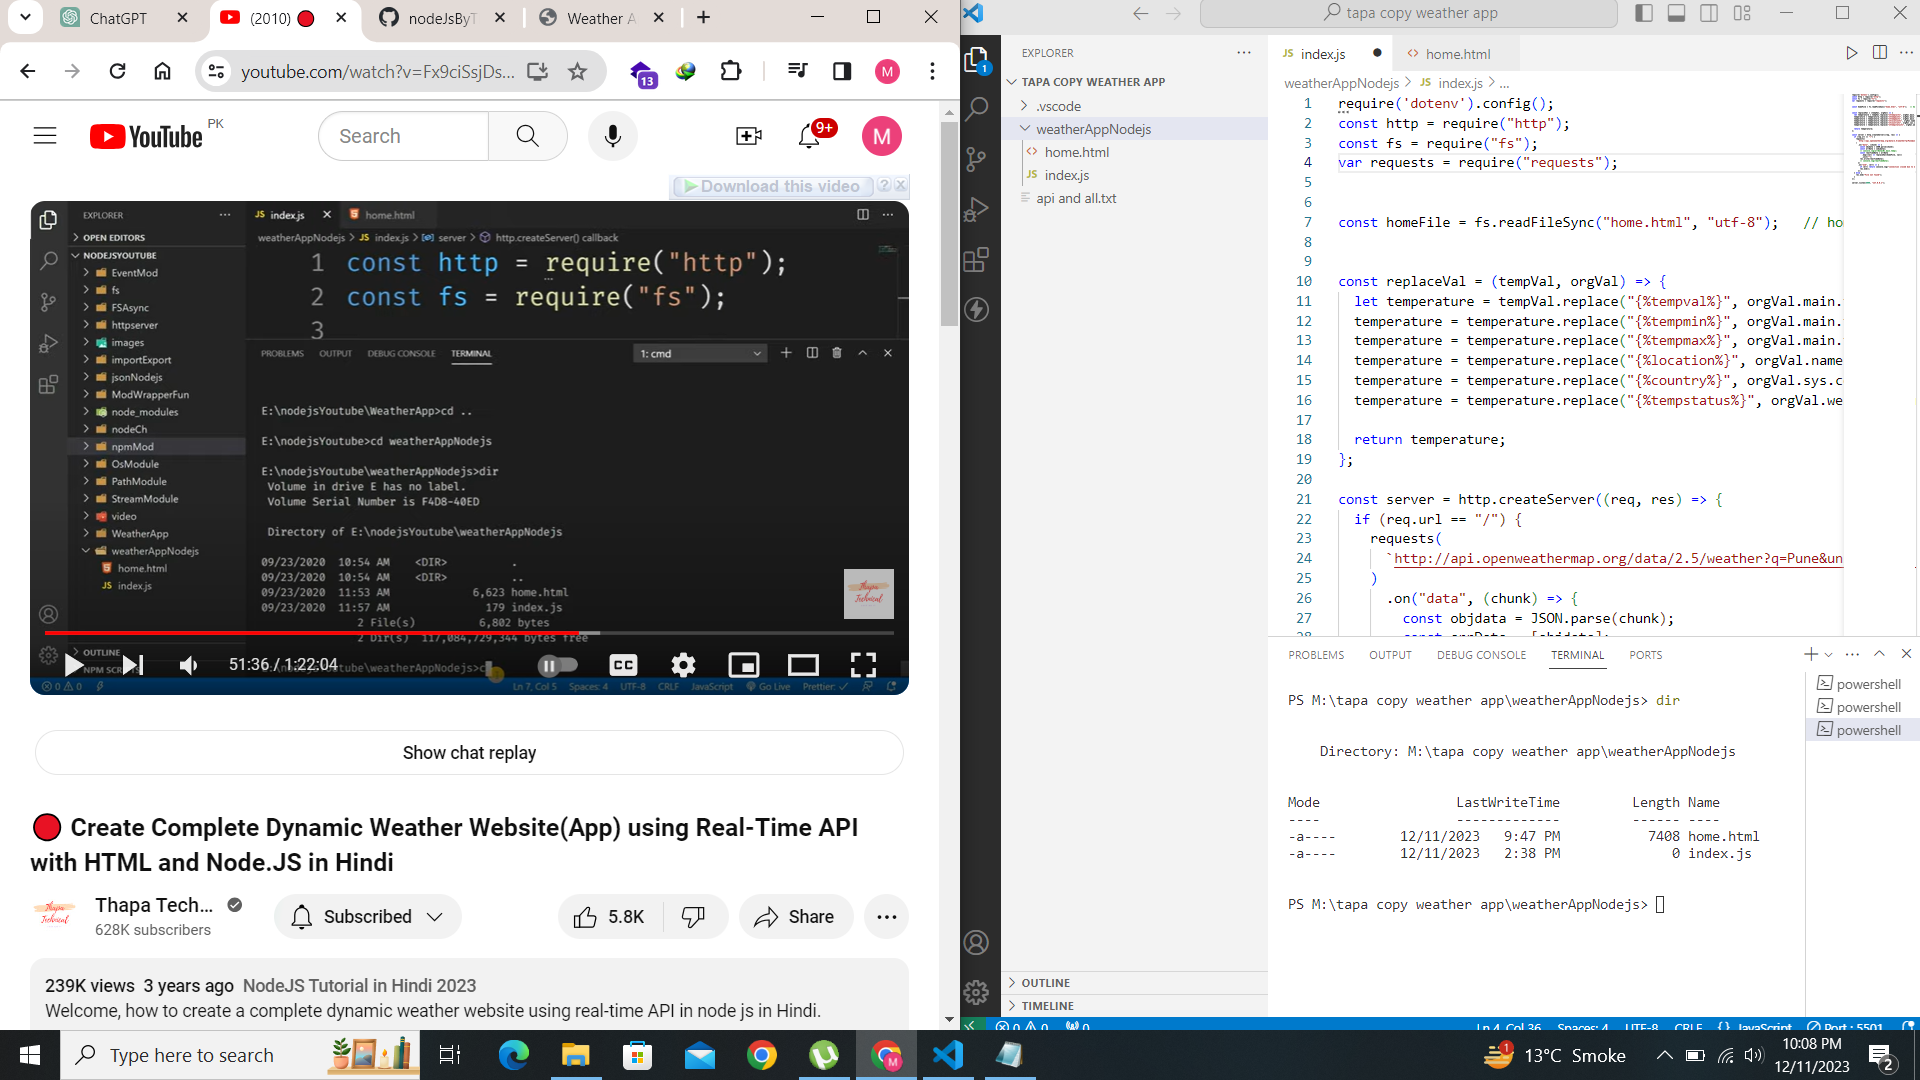 ChatGPT
(2010)
nodeJsByT
Weather A
youtube.com/watch?v=Fx9ciSsjDs...
13
M
YouTube
PK
Search
9+
M
Download this video
?
EXPLORER
OPEN EDITORS
NODEJSYOUTUBE
EventMod
fs
FSAsync
httpserver
images
importExport
jsonNodejs
ModWrapperFun
node_modules
nodeCh
npmMod
OsModule
PathModule
StreamModule
video
WeatherApp
weatherAppNodejs
home.html
JS index.js
OUTLINE
NPM SCRIPTS
JS index.js
home.html
weatherAppNodejs > JS index.js > server > http.createServer() callback
1 const http = require("http");
2 const fs = require("fs");
3
PROBLEMS OUTPUT DEBUG CONSOLE TERMINAL
1: cmd
E:\nodejsYoutube\WeatherApp>cd ..
E:\nodejsYoutube>cd weatherAppNodejs
E:\nodejsYoutube\weatherAppNodejs>dir
Volume in drive E has no label.
Volume Serial Number is F4D8-40ED
Directory of E:\nodejsYoutube\weatherAppNodejs
09/23/2020 10:54 AM <DIR> .
09/23/2020 10:54 AM <DIR> ..
09/23/2020 11:53 AM 6,623 home.html
09/23/2020 11:57 AM 179 index.js
2 File(s) 6,802 bytes
2 Dir(s) 117,084,729,344 bytes free
Thapa Technical
51:36 / 1:22:04
CC
Ln 7, Col 5 Spaces: 4 UTF-8 CRLF JavaScript Go Live Prettier: ✓
Show chat replay
Create Complete Dynamic Weather Website(App) using Real-Time API
with HTML and Node.JS in Hindi
Thapa Technical
Thapa Tech...
628K subscribers
Subscribed
5.8K
Share
239K views 3 years ago NodeJS Tutorial in Hindi 2023
Welcome, how to create a complete dynamic weather website using real-time API in node js in Hindi.
tapa copy weather app
1
EXPLORER
TAPA COPY WEATHER APP
.vscode
weatherAppNodejs
home.html
JS index.js
api and all.txt
OUTLINE
TIMELINE
JS index.js
home.html
weatherAppNodejs > JS index.js > ...
1 require('dotenv').config();
2 const http = require("http");
3 const fs = require("fs");
4 var requests = require("requests");
5
6
7 const homeFile = fs.readFileSync("home.html", "utf-8"); // ho
8
9
10 const replaceVal = (tempVal, orgVal) => {
11 let temperature = tempVal.replace("{%tempval%}", orgVal.main.
12 temperature = temperature.replace("{%tempmin%}", orgVal.main.
13 temperature = temperature.replace("{%tempmax%}", orgVal.main.
14 temperature = temperature.replace("{%location%}", orgVal.name
15 temperature = temperature.replace("{%country%}", orgVal.sys.c
16 temperature = temperature.replace("{%tempstatus%}", orgVal.we
17
18 return temperature;
19 };
20
21 const server = http.createServer((req, res) => {
22 if (req.url == "/") {
23 requests(
24 `http://api.openweathermap.org/data/2.5/weather?q=Pune&un
25 )
26 .on("data", (chunk) => {
27 const objdata = JSON.parse(chunk);
PROBLEMS OUTPUT DEBUG CONSOLE TERMINAL PORTS
powershell
powershell
powershell
PS M:\tapa copy weather app\weatherAppNodejs> dir
Directory: M:\tapa copy weather app\weatherAppNodejs
Mode LastWriteTime Length Name
---- ------------- ------ ----
-a---- 12/11/2023 9:47 PM 7408 home.html
-a---- 12/11/2023 2:38 PM 0 index.js
PS M:\tapa copy weather app\weatherAppNodejs>
Ln 4, Col 36 Spaces: 4 UTF-8 CRLF {} JavaScript Port : 5501
Type here to search
13°C Smoke
10:08 PM
12/11/2023
2